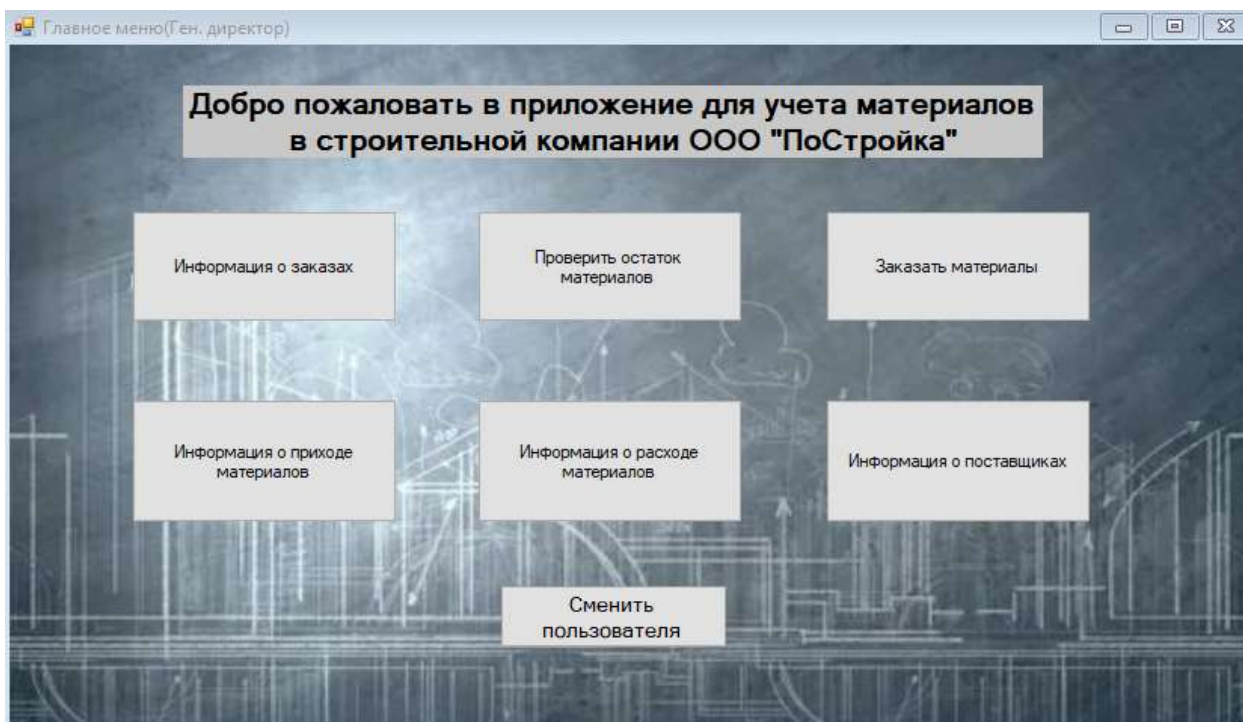 Главное меню(Ген. директор)
Добро пожаловать в приложение для учета материалов
в строительной компании ООО "ПоСтройка"
Информация о заказах
Проверить остаток
материалов
Заказать материалы
Информация о приходе
материалов
Информация о расходе
материалов
Информация о поставщиках
Сменить
пользователя